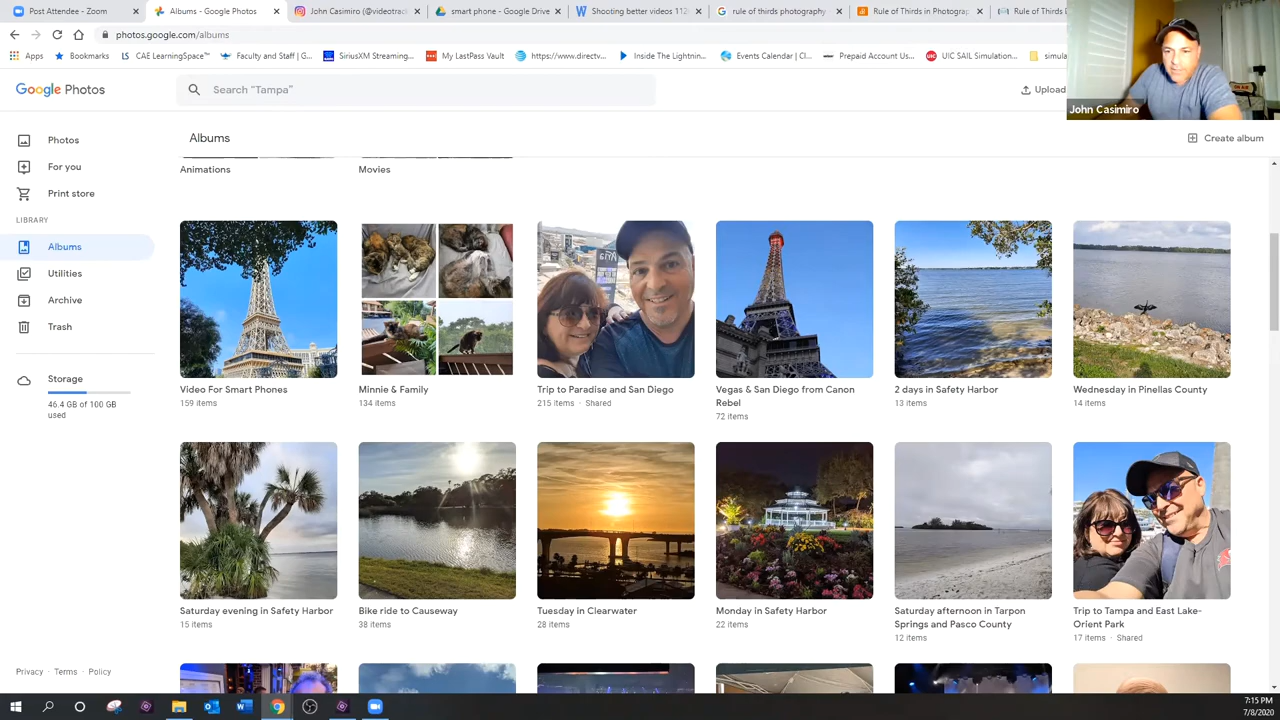 Post Attendee - Zoom
Albums - Google Photos
John Casimiro (@videotrack
smart phone - Google Drive
Shooting better videos 112
rule of thirds photography
Rule of Thirds in Photograp
Rule of Thirds
photos.google.com/albums
Apps
Bookmarks
CAE LearningSpace™
Faculty and Staff | G...
SiriusXM Streaming...
My LastPass Vault
https://www.directv...
Inside The Lightnin...
Events Calendar | Cl...
Prepaid Account Us...
UIC SAIL Simulation...
simula
Google Photos
Search "Tampa"
Upload
John Casimiro
Photos
For you
Print store
LIBRARY
Albums
Utilities
Archive
Trash
Storage
46.4 GB of 100 GB
used
Privacy · Terms · Policy
Albums
Create album
Animations
Movies
Video For Smart Phones
159 items
Minnie & Family
134 items
Trip to Paradise and San Diego
215 items · Shared
Vegas & San Diego from Canon
Rebel
72 items
2 days in Safety Harbor
13 items
Wednesday in Pinellas County
14 items
Saturday evening in Safety Harbor
15 items
Bike ride to Causeway
38 items
Tuesday in Clearwater
28 items
Monday in Safety Harbor
22 items
Saturday afternoon in Tarpon
Springs and Pasco County
12 items
Trip to Tampa and East Lake-
Orient Park
17 items · Shared
7:15 PM
7/8/2020